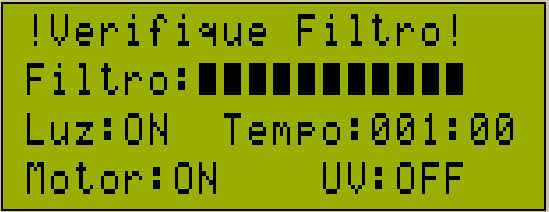 !Verifique Filtro!
Filtro:███████████
Luz:ON Tempo:001:00
Motor:ON UV:OFF